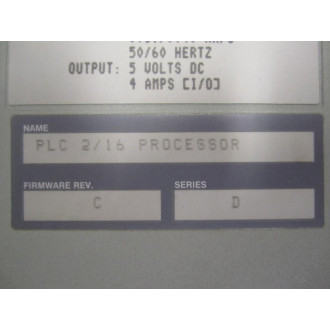 50/60 HERTZ
OUTPUT: 5 VOLTS DC
4 AMPS [I/O]
NAME
PLC 2/16 PROCESSOR
FIRMWARE REV.
SERIES
C
D